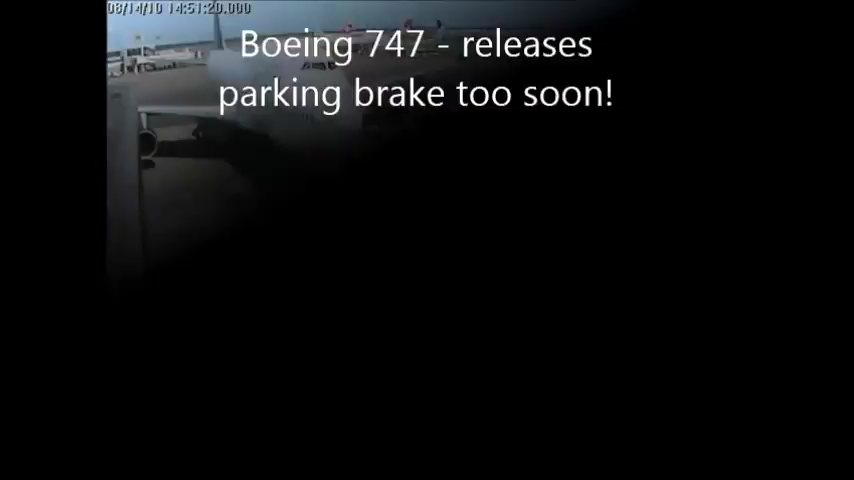 08/14/10 14:51:20.000
Boeing 747 - releases
parking brake too soon!